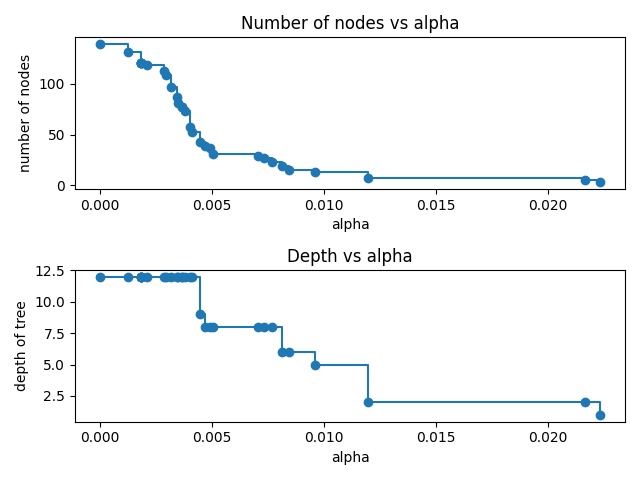 Number of nodes vs alpha
number of nodes
100
50
0
0.000 0.005 0.010 0.015 0.020
alpha
Depth vs alpha
depth of tree
12.5
10.0
7.5
5.0
2.5
0.000 0.005 0.010 0.015 0.020
alpha